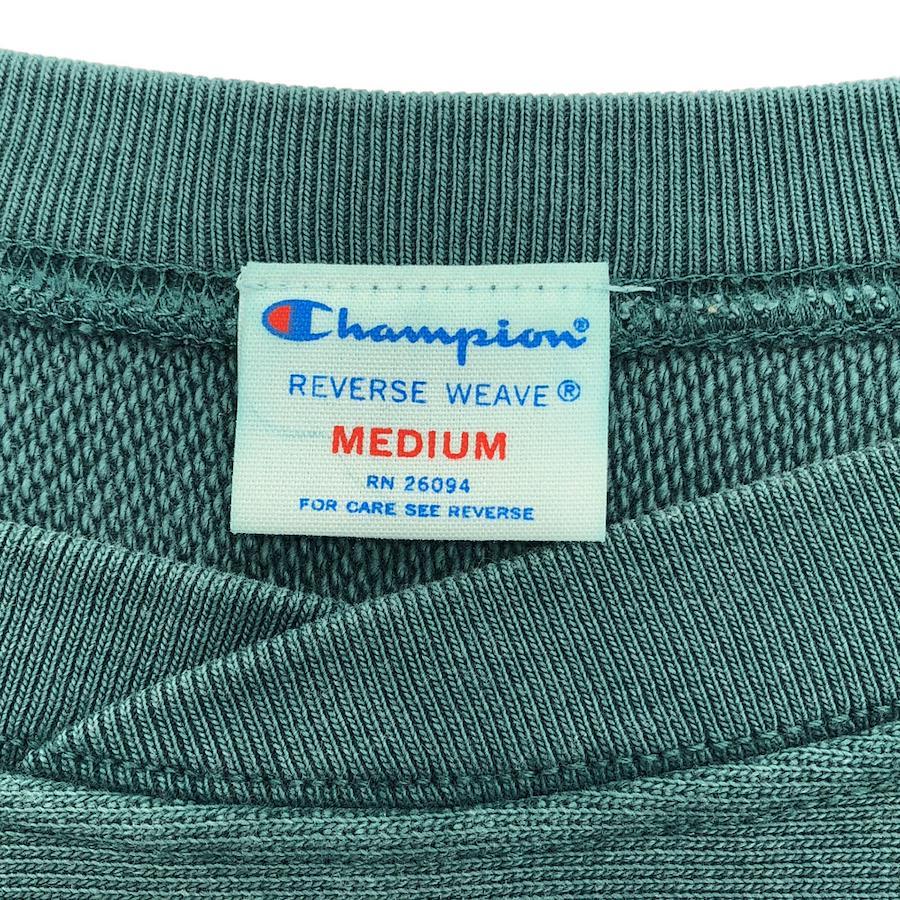 Champion®
REVERSE WEAVE®
MEDIUM
RN 26094
FOR CARE SEE REVERSE